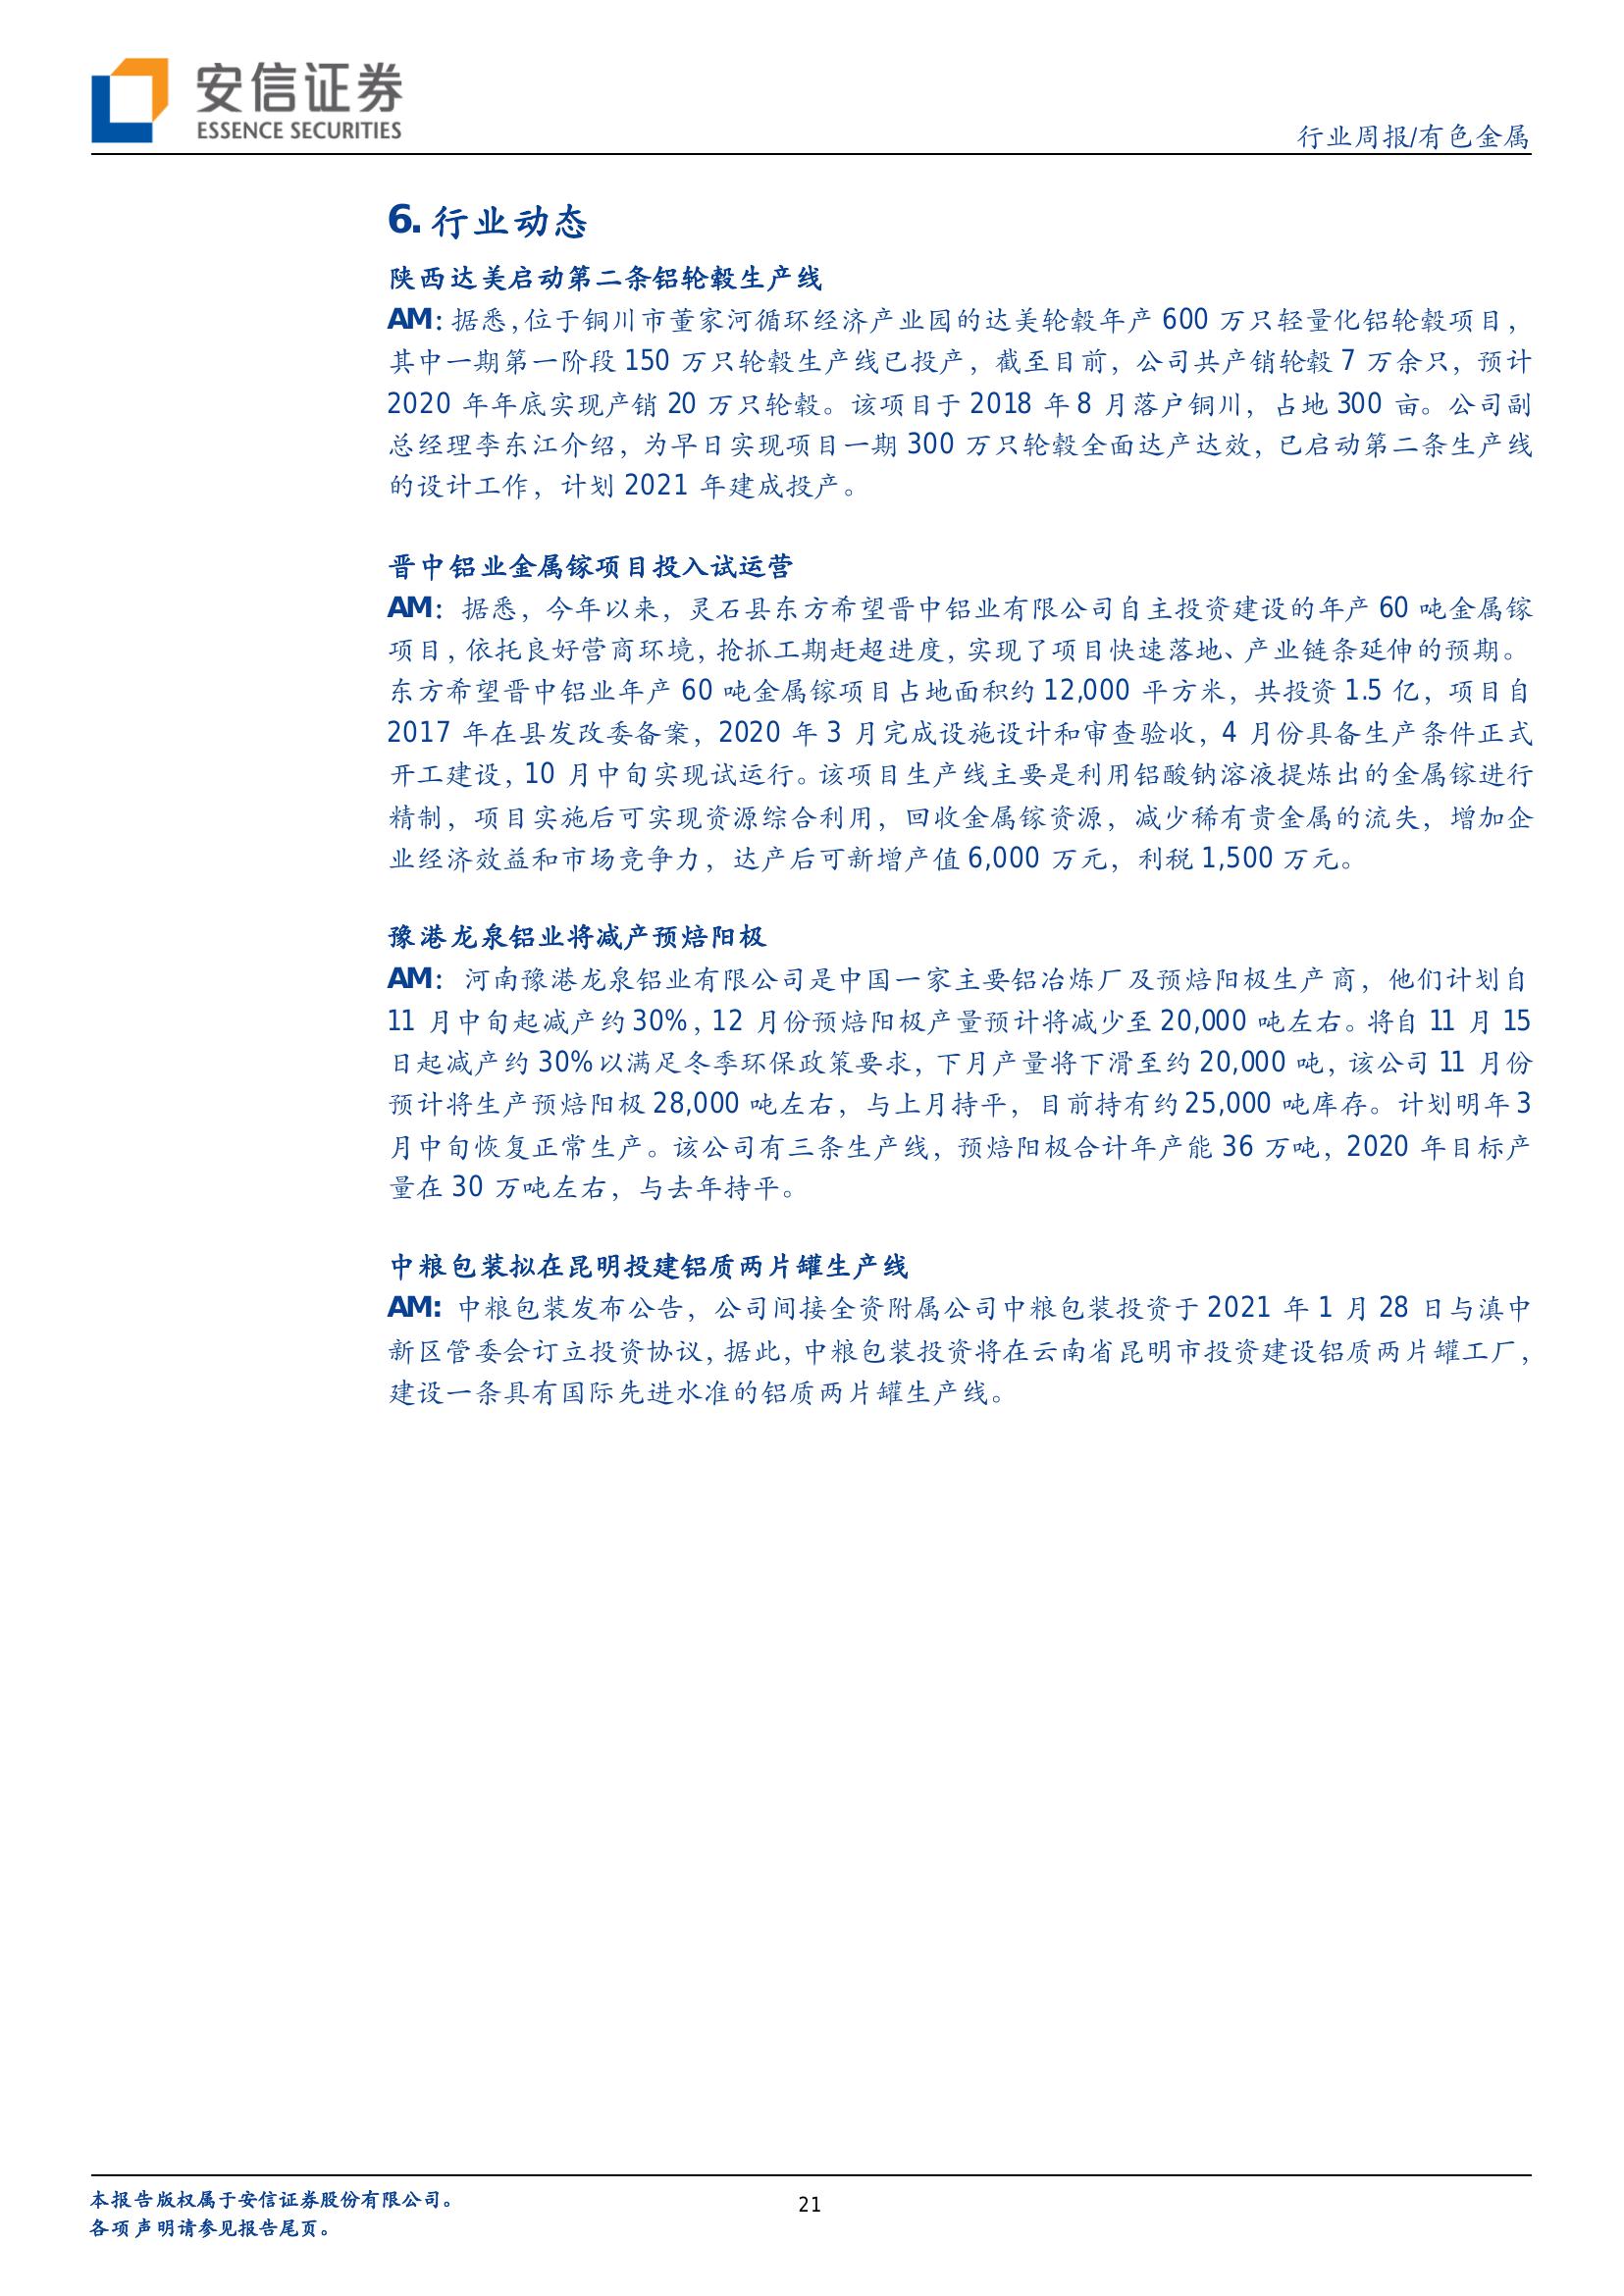 安信证券
ESSENCE SECURITIES
行业周报/有色金属
6. 行业动态
陕西达美启动第二条铝轮毂生产线
AM：据悉，位于铜川市董家河循环经济产业园的达美轮毂年产 600 万只轻量化铝轮毂项目，
其中一期第一阶段 150 万只轮毂生产线已投产，截至目前，公司共产销轮毂 7 万余只，预计
2020 年年底实现产销 20 万只轮毂。该项目于 2018 年 8 月落户铜川，占地 300 亩。公司副
总经理李东江介绍，为早日实现项目一期 300 万只轮毂全面达产达效，已启动第二条生产线
的设计工作，计划 2021 年建成投产。
晋中铝业金属镓项目投入试运营
AM：据悉，今年以来，灵石县东方希望晋中铝业有限公司自主投资建设的年产 60 吨金属镓
项目，依托良好营商环境，抢抓工期赶超进度，实现了项目快速落地、产业链条延伸的预期。
东方希望晋中铝业年产 60 吨金属镓项目占地面积约 12,000 平方米，共投资 1.5 亿，项目自
2017 年在县发改委备案，2020 年 3 月完成设施设计和审查验收，4 月份具备生产条件正式
开工建设，10 月中旬实现试运行。该项目生产线主要是利用铝酸钠溶液提炼出的金属镓进行
精制，项目实施后可实现资源综合利用，回收金属镓资源，减少稀有贵金属的流失，增加企
业经济效益和市场竞争力，达产后可新增产值 6,000 万元，利税 1,500 万元。
豫港龙泉铝业将减产预焙阳极
AM：河南豫港龙泉铝业有限公司是中国一家主要铝冶炼厂及预焙阳极生产商，他们计划自
11 月中旬起减产约 30%，12 月份预焙阳极产量预计将减少至 20,000 吨左右。将自 11 月 15
日起减产约 30%以满足冬季环保政策要求，下月产量将下滑至约 20,000 吨，该公司 11 月份
预计将生产预焙阳极 28,000 吨左右，与上月持平，目前持有约 25,000 吨库存。计划明年 3
月中旬恢复正常生产。该公司有三条生产线，预焙阳极合计年产能 36 万吨，2020 年目标产
量在 30 万吨左右，与去年持平。
中粮包装拟在昆明投建铝质两片罐生产线
AM: 中粮包装发布公告，公司间接全资附属公司中粮包装投资于 2021 年 1 月 28 日与滇中
新区管委会订立投资协议，据此，中粮包装投资将在云南省昆明市投资建设铝质两片罐工厂，
建设一条具有国际先进水准的铝质两片罐生产线。
本报告版权属于安信证券股份有限公司。
21
各项声明请参见报告尾页。